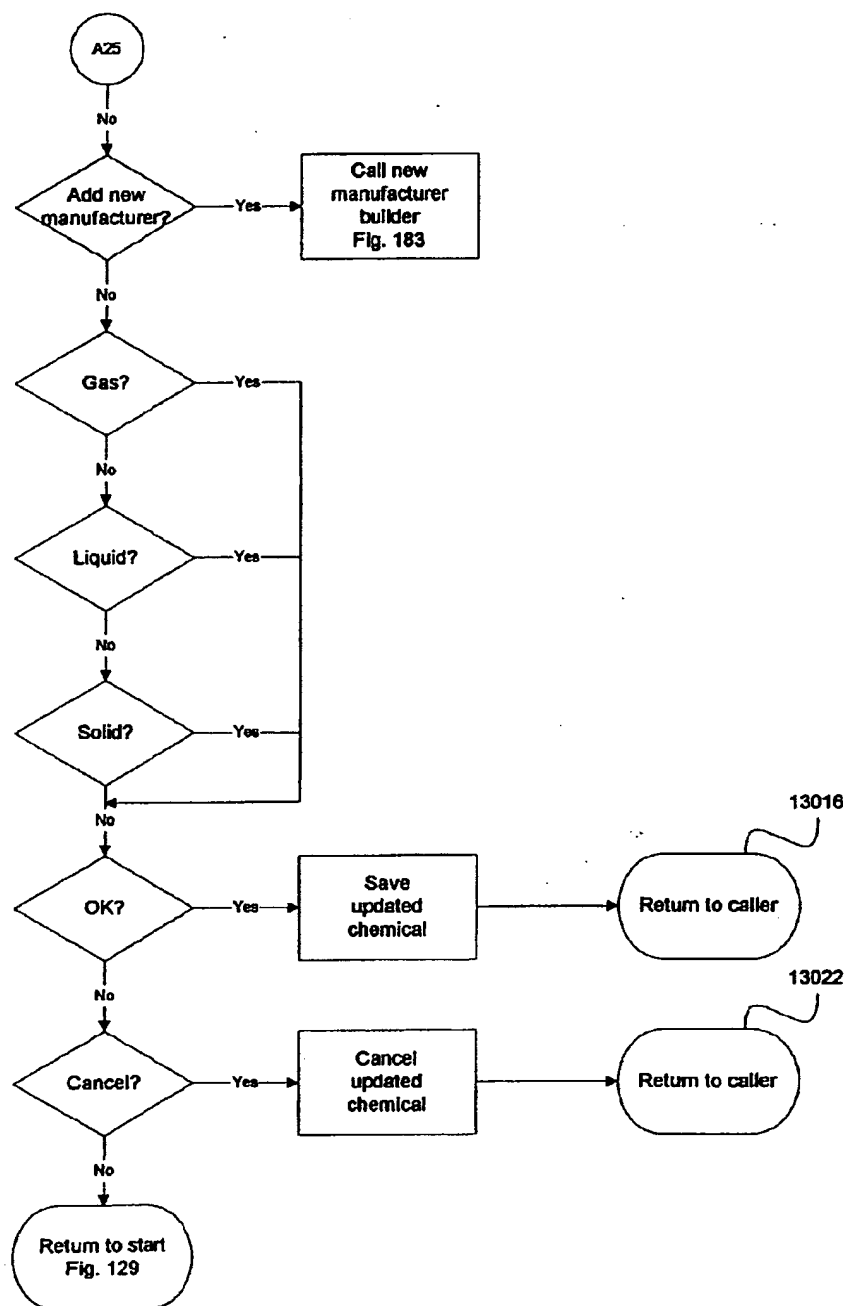 A25
No
Add new
manufacturer?
Yes
Call new
manufacturer
builder
Fig. 183
No
Gas?
Yes
No
Liquid?
Yes
No
Solid?
Yes
No
13016
OK?
Yes
Save
updated
chemical
Return to caller
No
13022
Cancel?
Yes
Cancel
updated
chemical
Return to caller
No
Return to start
Fig. 129